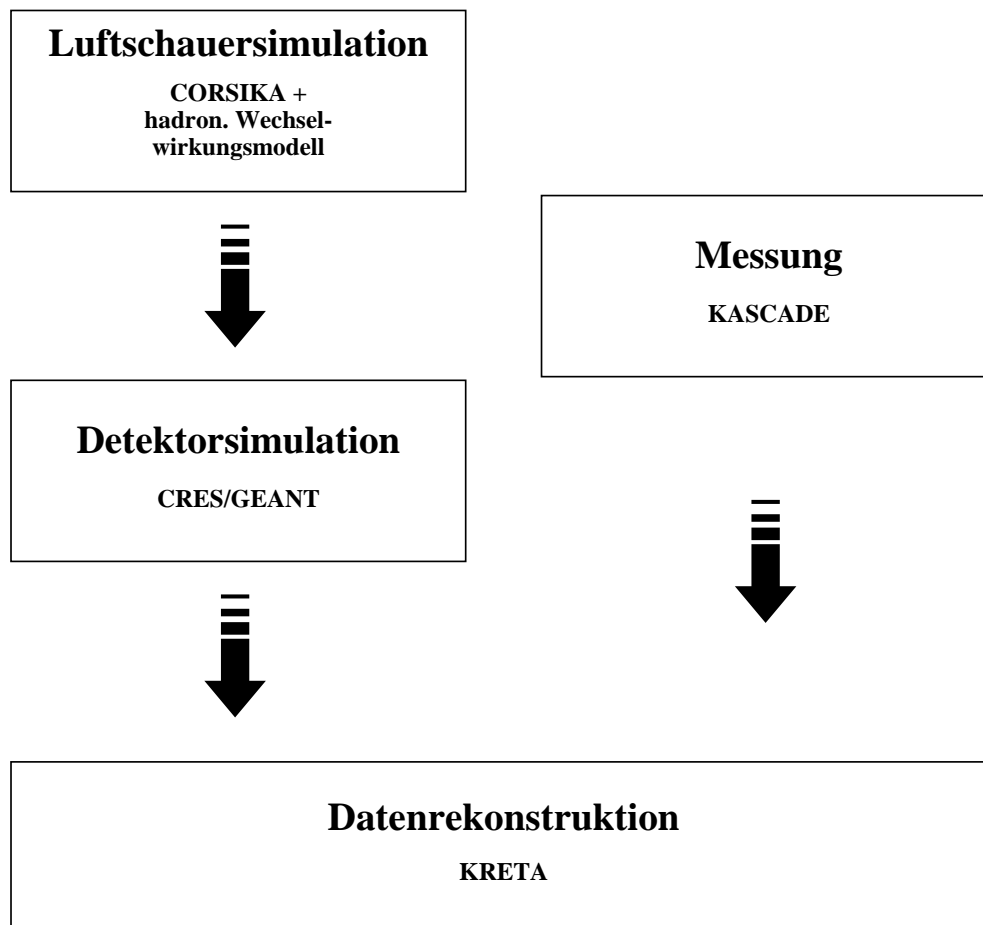 Luftschauersimulation
CORSIKA +
hadron. Wechsel-
wirkungsmodell
Messung
KASCADE
Detektorsimulation
CRES/GEANT
Datenrekonstruktion
KRETA